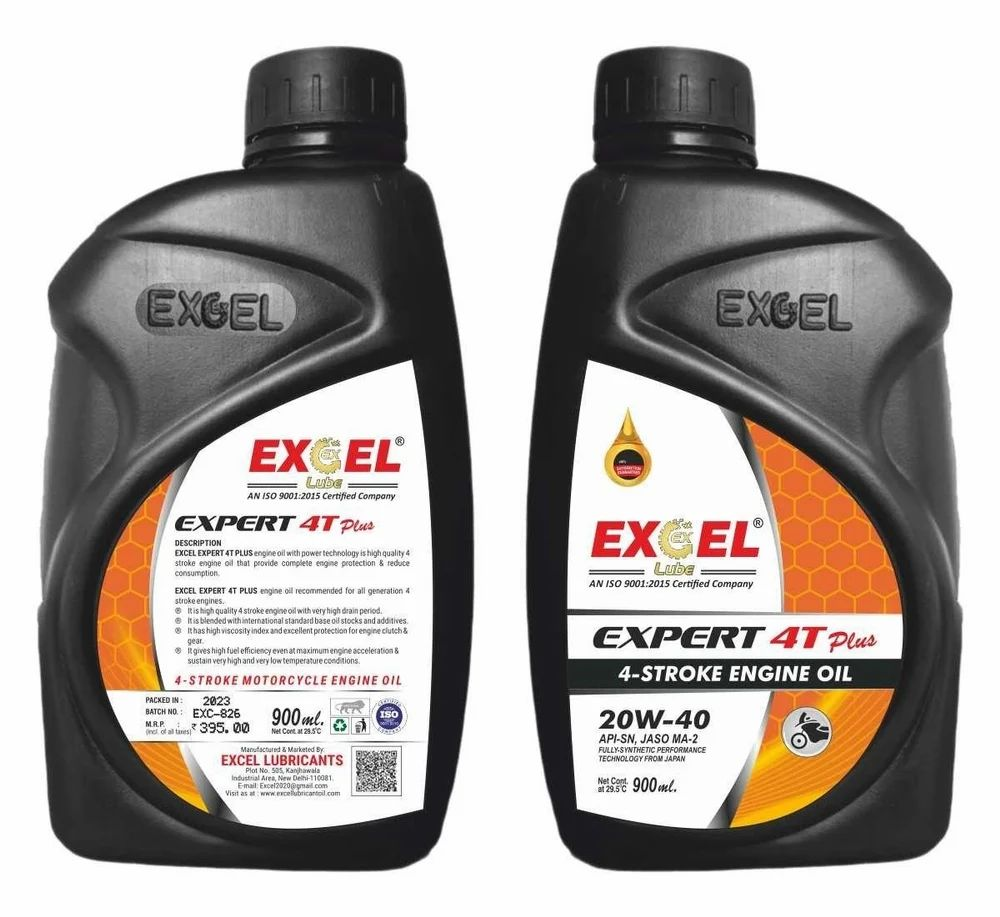 EXCEL
EXCEL®
EX
Lube
AN ISO 9001:2015 Certified Company
EXPERT 4T Plus
DESCRIPTION
EXCEL EXPERT 4T PLUS engine oil with power technology is high quality 4
stroke engine oil that provide complete engine protection & reduce
consumption.
EXCEL EXPERT 4T PLUS engine oil recommended for all generation 4
stroke engines.
® It is high quality 4 stroke engine oil with very high drain period.
® It is blended with international standard base oil stocks and additives.
® It has high viscosity index and excellent protection for engine clutch &
gear.
® It gives high fuel efficiency even at maximum engine acceleration &
sustain very high and very low temperature conditions.
4-STROKE MOTORCYCLE ENGINE OIL
PACKED IN : 2023
BATCH NO. : EXC-826
M.R.P. : ₹ 395.00
(incl. of all taxes)
900ml.
Net Cont. at 29.5°C
ISO
Manufactured & Marketed By:
EXCEL LUBRICANTS
Plot No. 505, Kanjhawala
Industrial Area, New Delhi-110081.
E-mail: Excel2020@gmail.com
Visit as at : www.excellubricantoil.com
EXCEL
EXCEL®
EX
Lube
AN ISO 9001:2015 Certified Company
EXPERT 4T Plus
4-STROKE ENGINE OIL
20W-40
API-SN, JASO MA-2
FULLY-SYNTHETIC PERFORMANCE
TECHNOLOGY FROM JAPAN
Net Cont.
at 29.5°C 900ml.